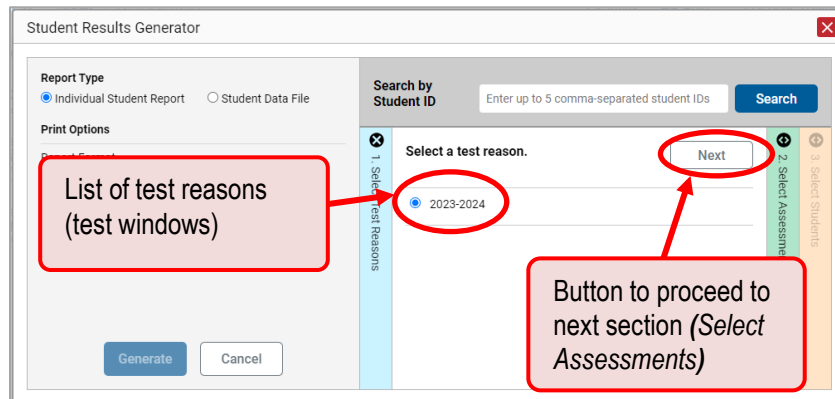 Student Results Generator
Report Type
Individual Student Report Student Data File
Print Options
Search by
Student ID
Enter up to 5 comma-separated student IDs
Search
1. Select Test Reasons
Select a test reason.
Next
2023-2024
2. Select Assessme
3. Select Students
List of test reasons
(test windows)
Button to proceed to
next section (Select
Assessments)
Generate
Cancel